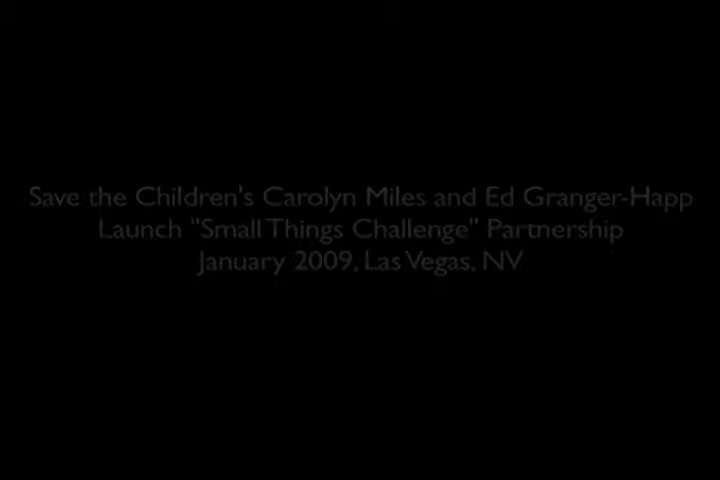 Save the Children's Carolyn Miles and Ed Granger-Happ
Launch "Small Things Challenge" Partnership
January 2009, Las Vegas, NV